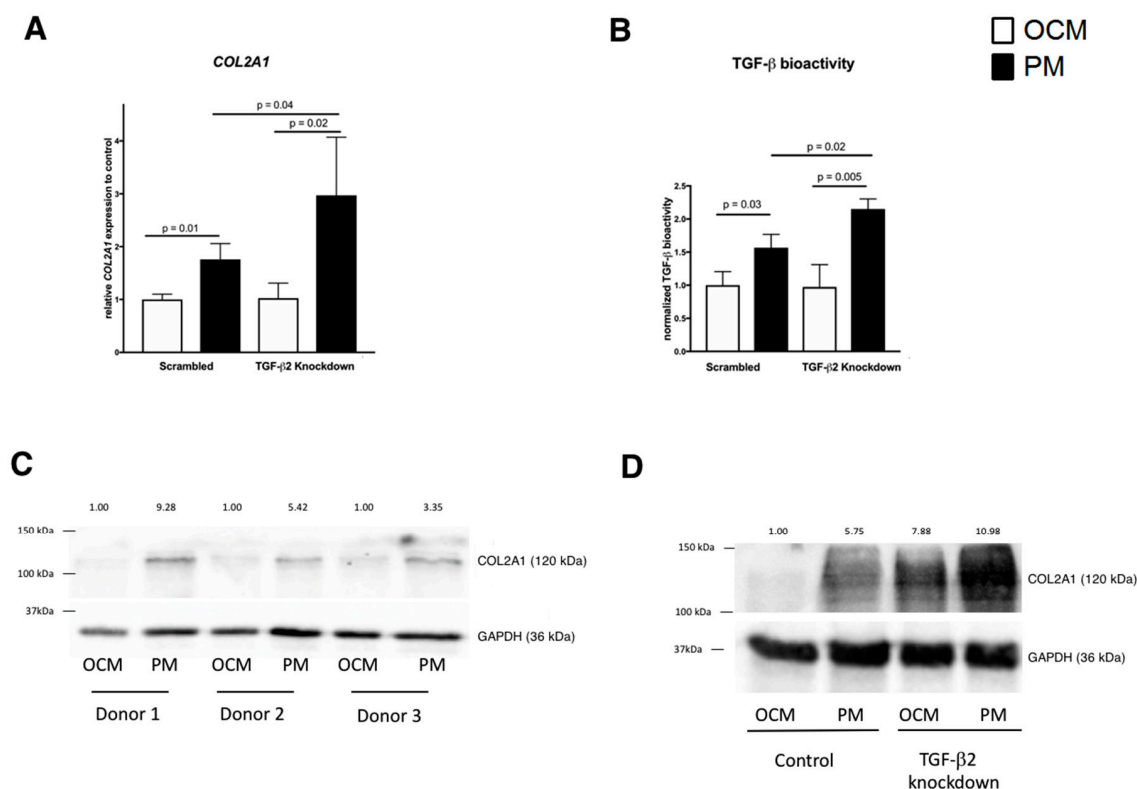 A
B
OCM
PM
COL2A1
TGF-β bioactivity
relative COL2A1 expression to control
4
3
2
1
0
p = 0.04
p = 0.02
p = 0.01
Scrambled
TGF-β2 Knockdown
normalized TGF-β bioactivity
2.5
2.0
1.5
1.0
0.5
0.0
p = 0.02
p = 0.005
p = 0.03
Scrambled
TGF-β2 Knockdown
C
1.00 9.28 1.00 5.42 1.00 3.35
150 kDa
100 kDa
37kDa
COL2A1 (120 kDa)
GAPDH (36 kDa)
OCM PM OCM PM OCM PM
Donor 1 Donor 2 Donor 3
D
1.00 5.75 7.88 10.98
150 kDa
100 kDa
37kDa
COL2A1 (120 kDa)
GAPDH (36 kDa)
OCM PM OCM PM
Control
TGF-β2
knockdown